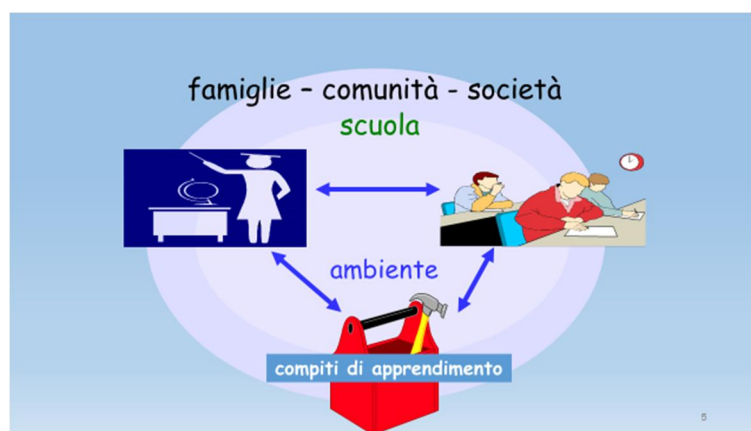 famiglie – comunità - società
scuola
ambiente
compiti di apprendimento
5